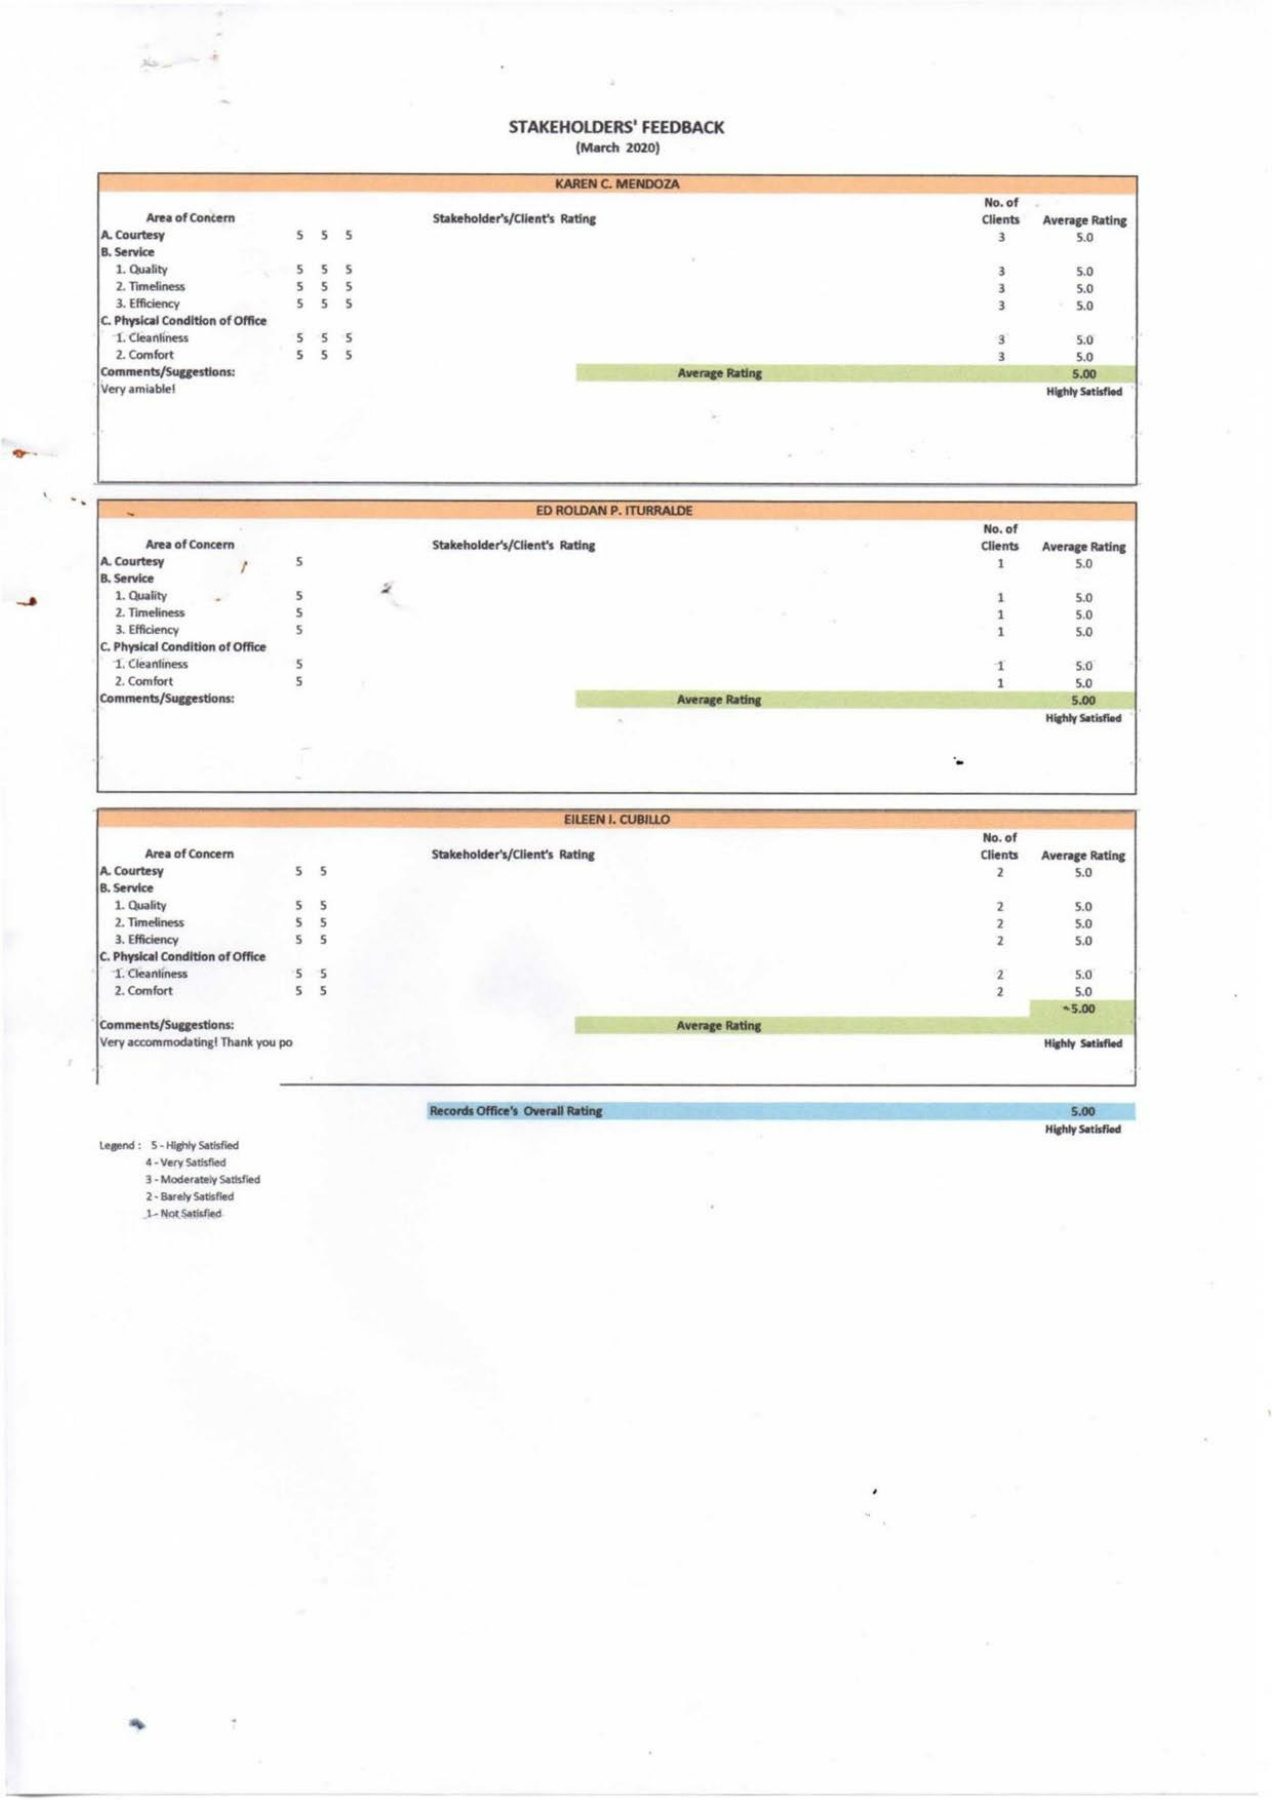 STAKEHOLDERS' FEEDBACK
(March 2020)
KAREN C. MENDOZA
Area of Concern Stakeholder's/Client's Rating No. of Clients Average Rating
A. Courtesy 5 5 5 3 5.0
B. Service
1. Quality 5 5 5 3 5.0
2. Timeliness 5 5 5 3 5.0
3. Efficiency 5 5 5 3 5.0
C. Physical Condition of Office
1. Cleanliness 5 5 5 3 5.0
2. Comfort 5 5 5 3 5.0
Comments/Suggestions: Average Rating 5.00
Very amiable! Highly Satisfied
ED ROLDAN P. ITURRALDE
Area of Concern Stakeholder's/Client's Rating No. of Clients Average Rating
A. Courtesy 5 1 5.0
B. Service
1. Quality 5 1 5.0
2. Timeliness 5 1 5.0
3. Efficiency 5 1 5.0
C. Physical Condition of Office
1. Cleanliness 5 1 5.0
2. Comfort 5 1 5.0
Comments/Suggestions: Average Rating 5.00
Highly Satisfied
EILEEN I. CUBILLO
Area of Concern Stakeholder's/Client's Rating No. of Clients Average Rating
A. Courtesy 5 5 2 5.0
B. Service
1. Quality 5 5 2 5.0
2. Timeliness 5 5 2 5.0
3. Efficiency 5 5 2 5.0
C. Physical Condition of Office
1. Cleanliness 5 5 2 5.0
2. Comfort 5 5 2 5.0
5.00
Comments/Suggestions: Average Rating
Very accommodating! Thank you po Highly Satisfied
Records Office's Overall Rating 5.00
Highly Satisfied
Legend : 5 - Highly Satisfied
4 - Very Satisfied
3 - Moderately Satisfied
2 - Barely Satisfied
1 - Not Satisfied